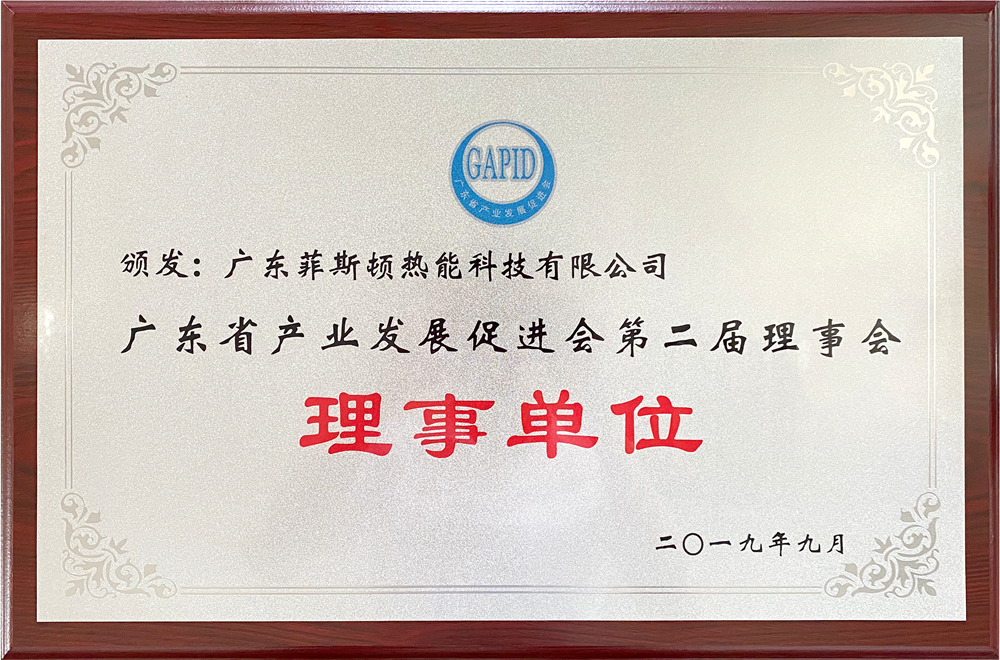 GAPID
广东省产业发展促进会
颁发：广东菲斯顿热能科技有限公司
广东省产业发展促进会第二届理事会
理事单位
二〇一九年九月